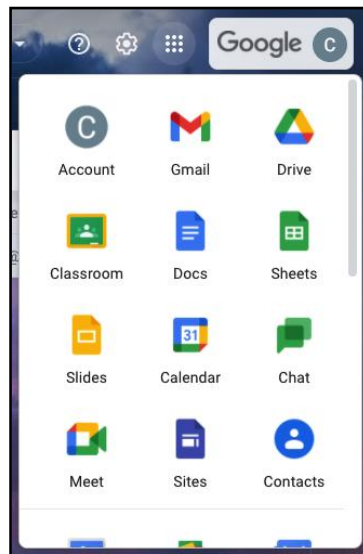 Google C
C
Account Gmail Drive
Classroom Docs Sheets
31
Slides Calendar Chat
Meet Sites Contacts